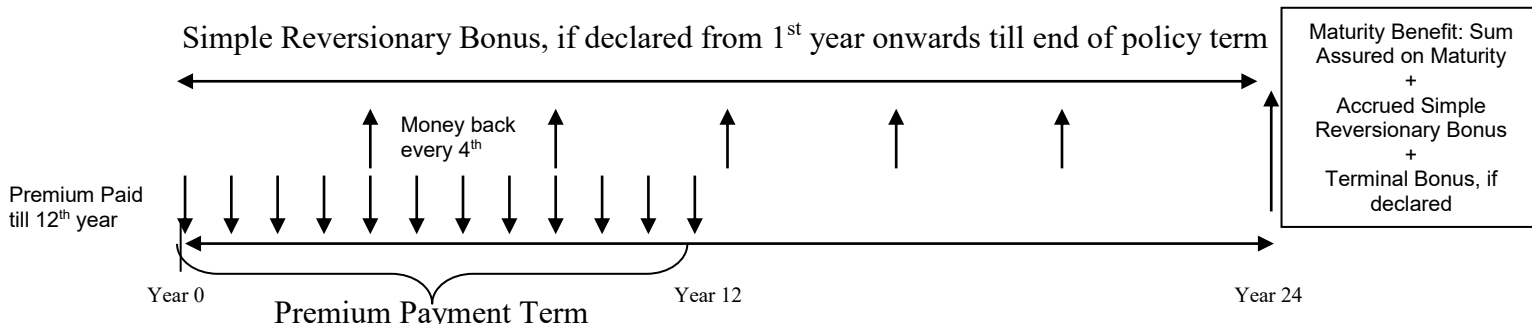 Simple Reversionary Bonus, if declared from 1st year onwards till end of policy term
Maturity Benefit: Sum
Assured on Maturity
+
Accrued Simple
Reversionary Bonus
+
Terminal Bonus, if
declared
Money back
every 4th
Premium Paid
till 12th year
Year 0
Year 12
Year 24
Premium Payment Term